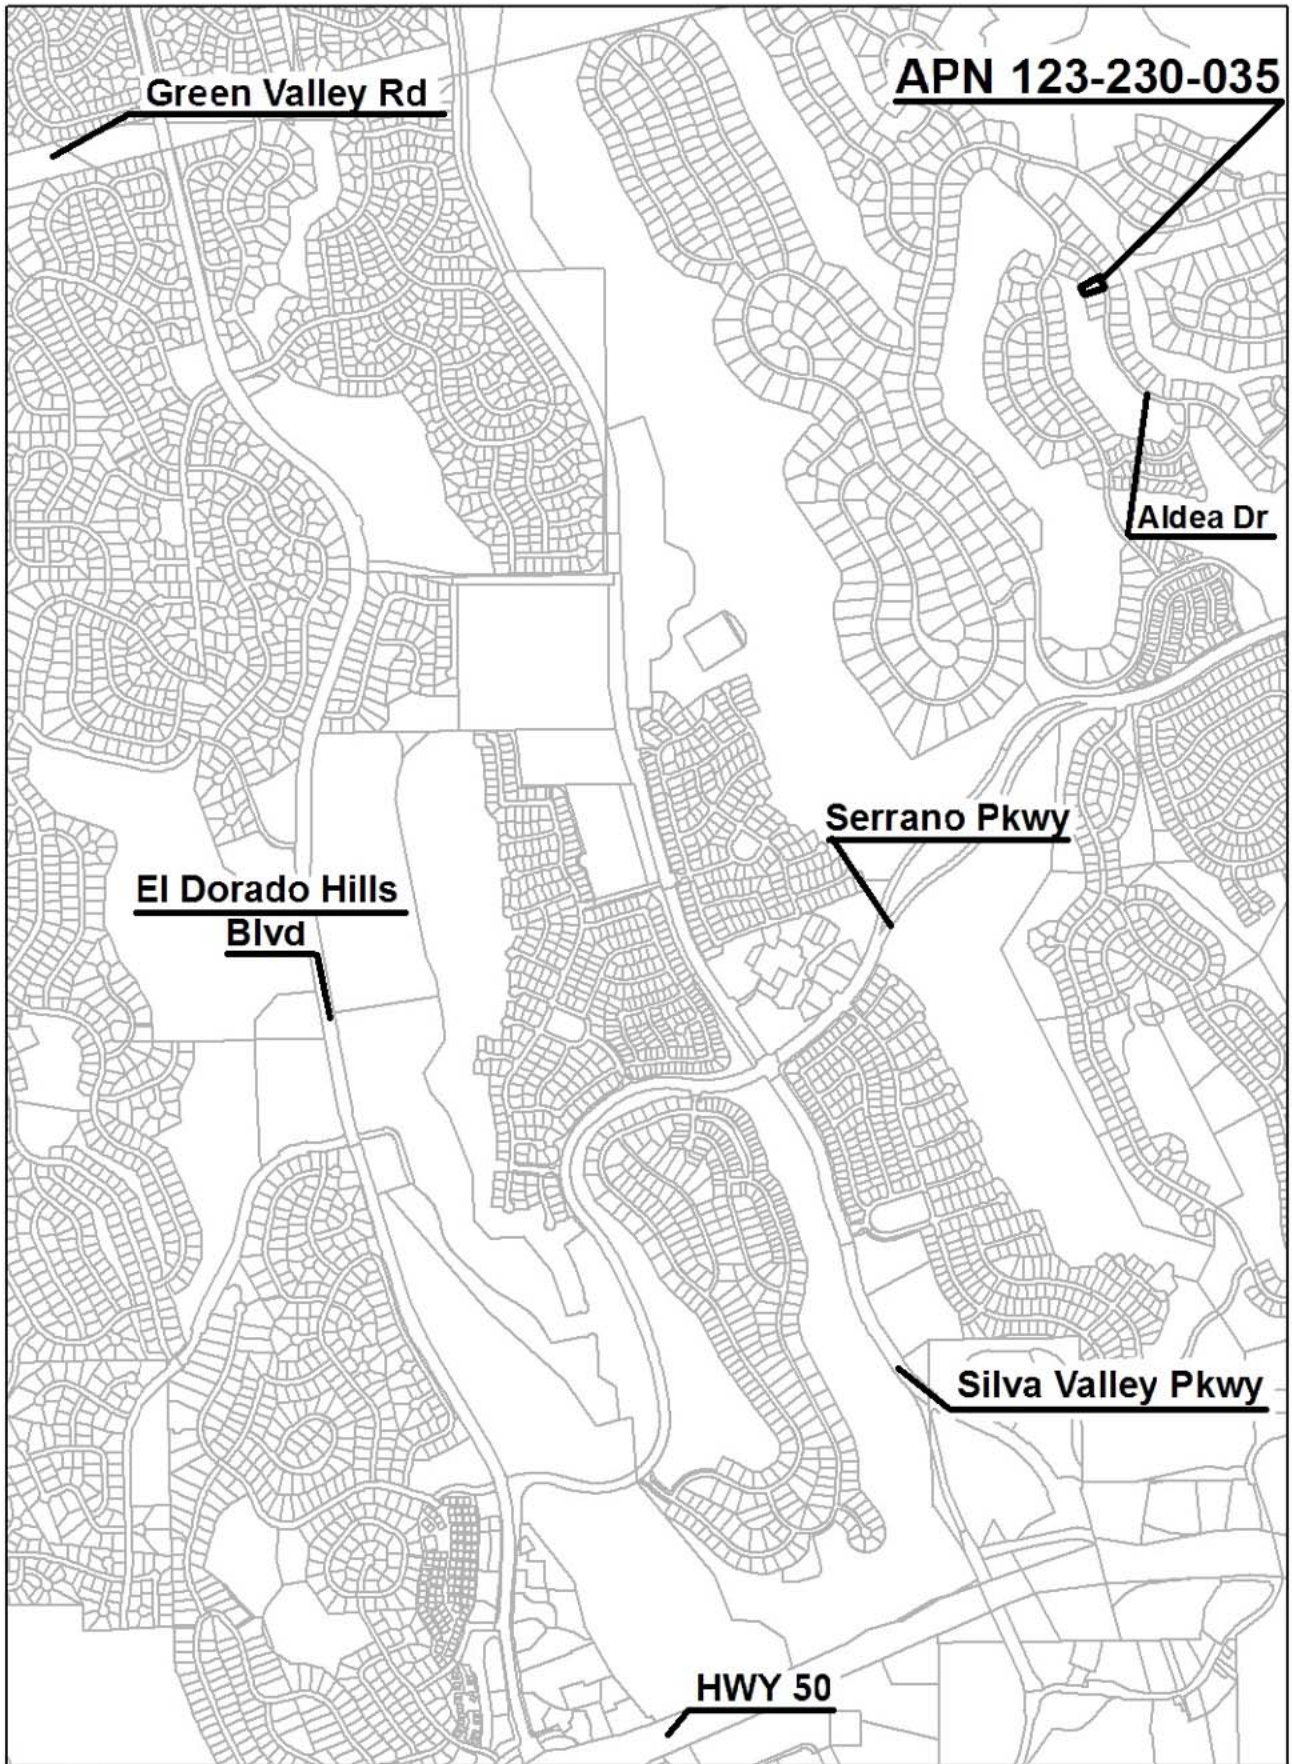 Green Valley Rd
APN 123-230-035
Aldea Dr
Serrano Pkwy
El Dorado Hills
Blvd
Silva Valley Pkwy
HWY 50